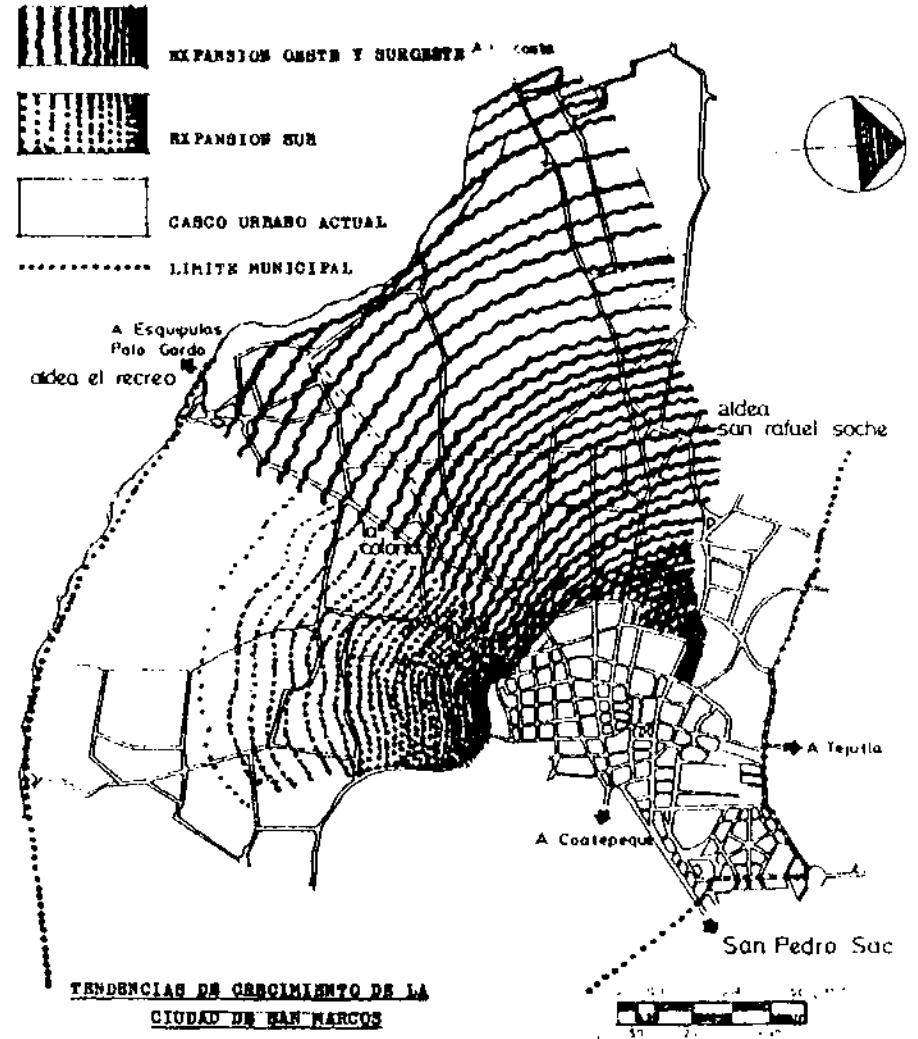 EXPANSION OESTE Y SUROESTE
EXPANSION SUR
CASCO URBANO ACTUAL
LIMITE MUNICIPAL
A Esquipulas
Palo Gordo
aldea el recreo
aldea
san rafael soche
la
colonia
A Tejutla
A Coatepeque
San Pedro Sac
TENDENCIAS DE CRECIMIENTO DE LA
CIUDAD DE SAN MARCOS